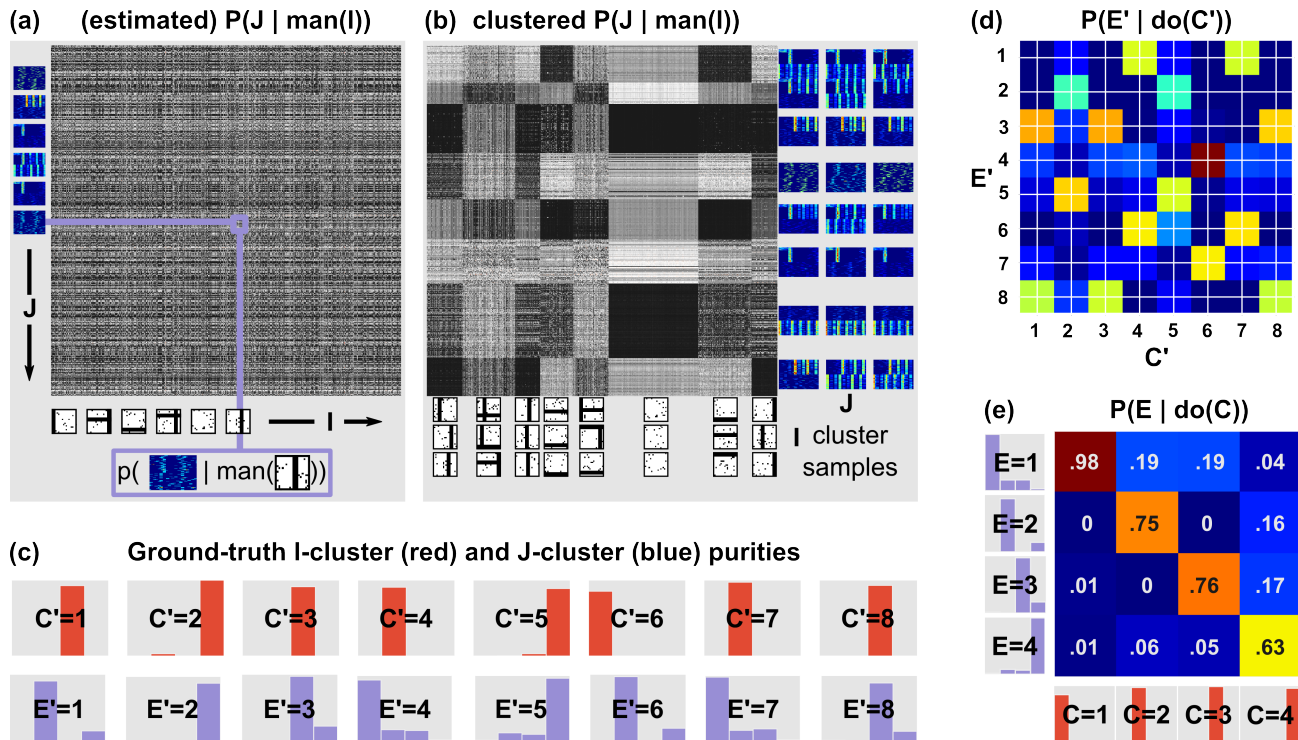 (a) (estimated) P(J | man(I))
J
I
p( | man( ))
(b) clustered P(J | man(I))
J
I cluster
samples
(c) Ground-truth I-cluster (red) and J-cluster (blue) purities
C'=1 C'=2 C'=3 C'=4 C'=5 C'=6 C'=7 C'=8
E'=1 E'=2 E'=3 E'=4 E'=5 E'=6 E'=7 E'=8
(d) P(E' | do(C'))
E'
1
2
3
4
5
6
7
8
1 2 3 4 5 6 7 8
C'
(e) P(E | do(C))
E=1 .98 .19 .19 .04
E=2 0 .75 0 .16
E=3 .01 0 .76 .17
E=4 .01 .06 .05 .63
C=1 C=2 C=3 C=4